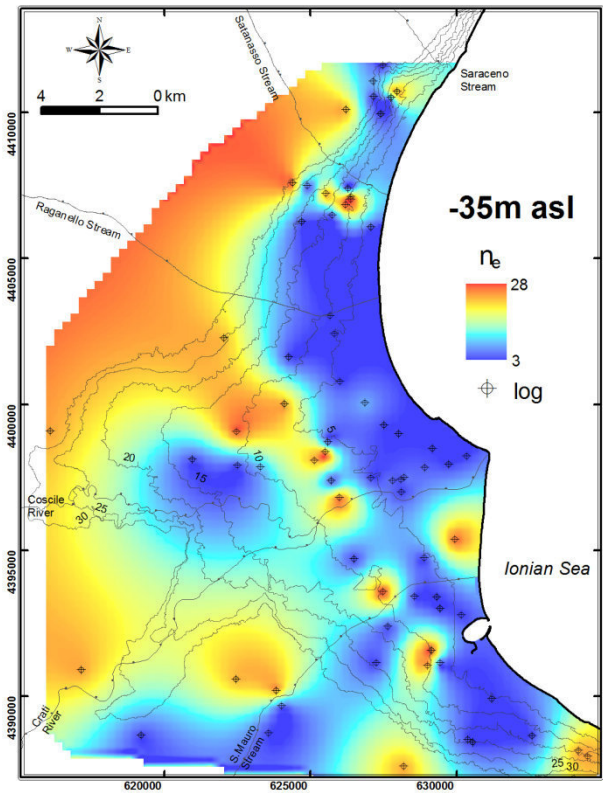 N
W E
S
4 2 0 km
Satanasso Stream
Saraceno
Stream
Raganello Stream
-35m asl
ne
28
3
log
5
10
15
20
25
30
Coscile
River
Ionian Sea
Crati
River
S.Mauro
Stream
25
30
4410000
4405000
4400000
4395000
4390000
620000 625000 630000